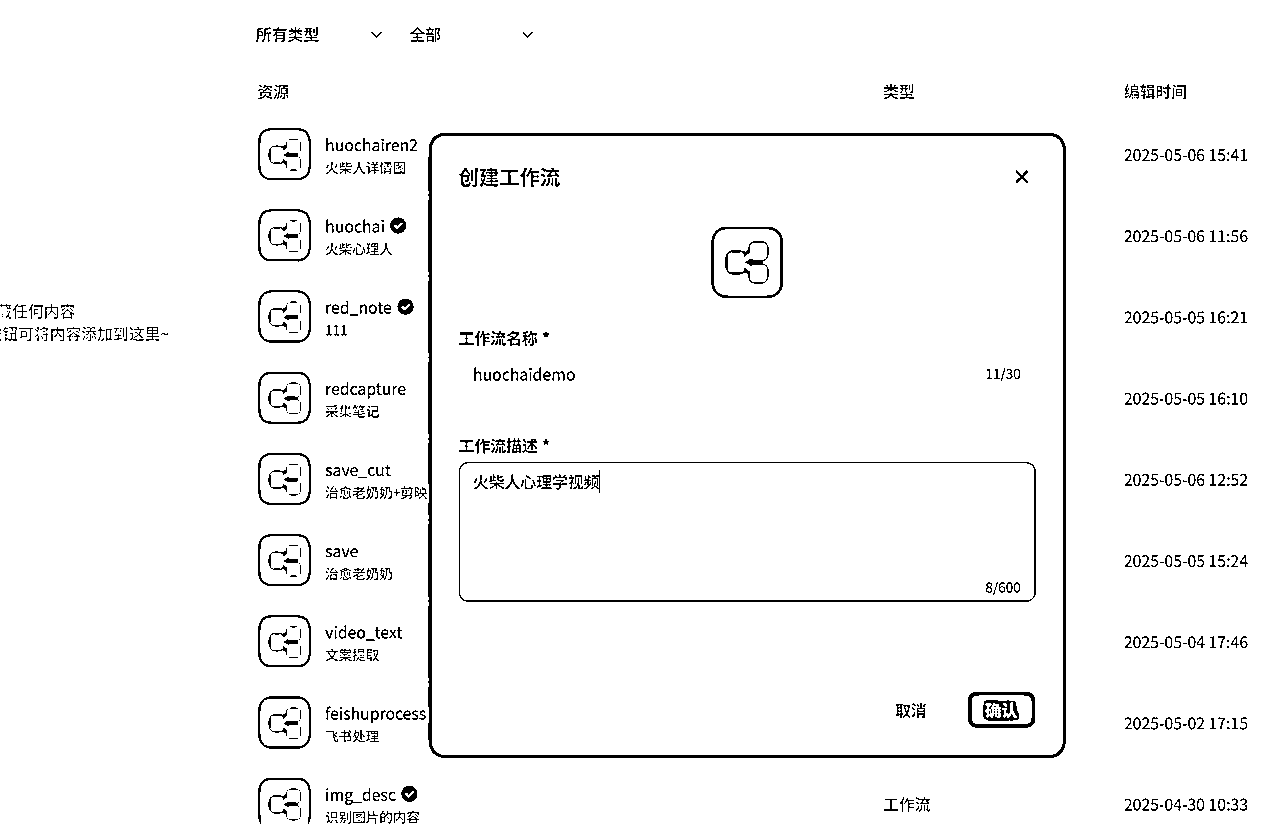 所有类型 全部
资源 类型 编辑时间
huochairen2
火柴人详情图
2025-05-06 15:41
huochai
火柴心理人
2025-05-06 11:56
任何内容
钮可将内容添加到这里~
red_note
111
2025-05-05 16:21
redcapture
采集笔记
2025-05-05 16:10
save_cut
治愈老奶奶+剪映
2025-05-06 12:52
save
治愈老奶奶
2025-05-05 15:24
video_text
文案提取
2025-05-04 17:46
feishuprocess
飞书处理
2025-05-02 17:15
img_desc
识别图片的内容
工作流
2025-04-30 10:33
创建工作流
工作流名称 *
huochaidemo 11/30
工作流描述 *
火柴人心理学视频
8/600
取消 确认